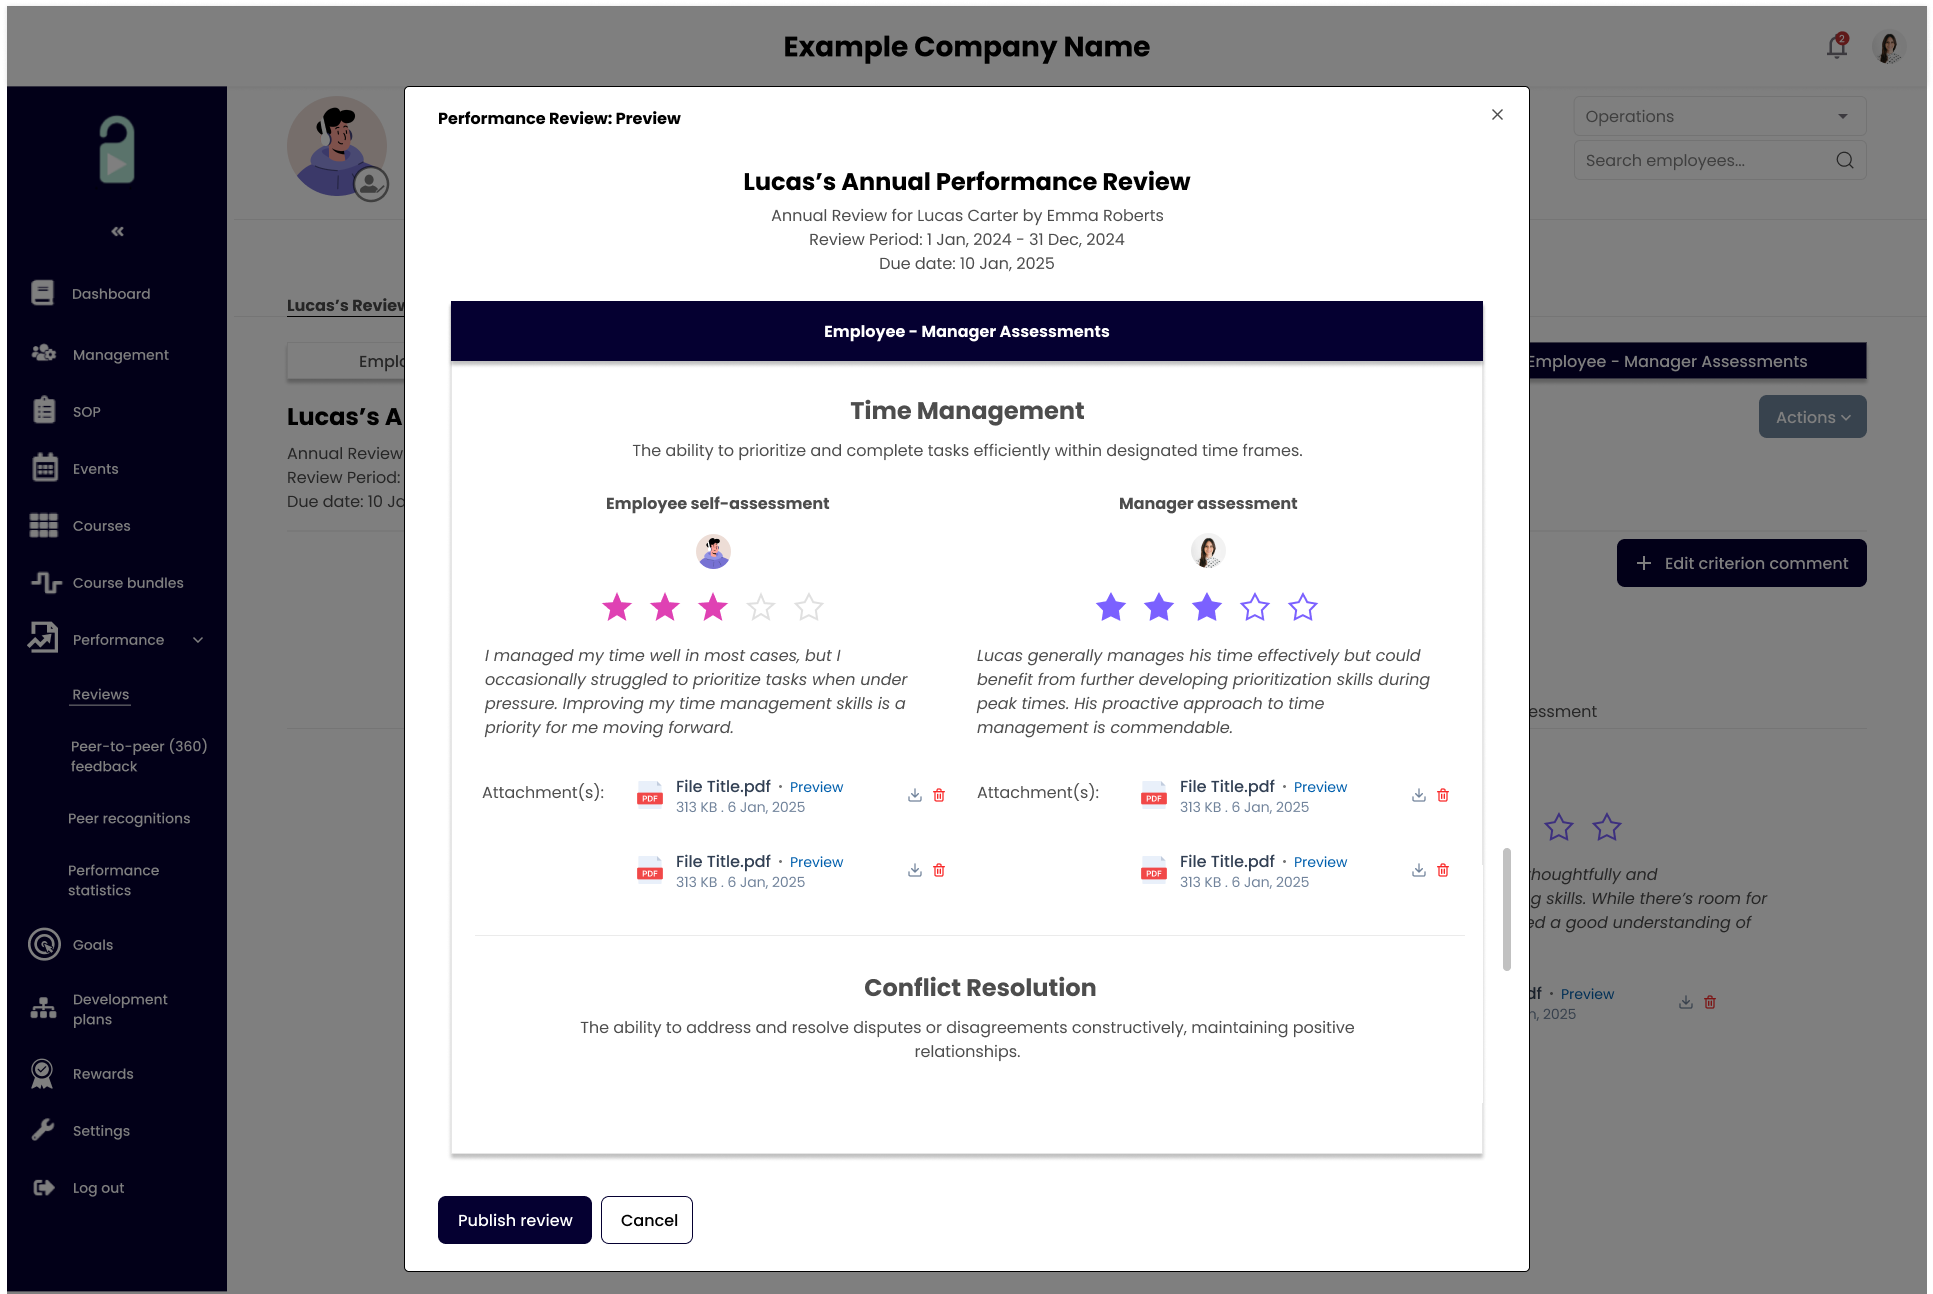 Example Company Name
2
Operations
Search employees...
Dashboard
Management
SOP
Events
Courses
Course bundles
Performance
Reviews
Peer-to-peer (360)
feedback
Peer recognitions
Performance
statistics
Goals
Development
plans
Rewards
Settings
Log out
Lucas's Review
Emplo
Lucas's A
Annual Review
Review Period:
Due date: 10 Ja
Performance Review: Preview
Lucas's Annual Performance Review
Annual Review for Lucas Carter by Emma Roberts
Review Period: 1 Jan, 2024 - 31 Dec, 2024
Due date: 10 Jan, 2025
Employee - Manager Assessments
Time Management
The ability to prioritize and complete tasks efficiently within designated time frames.
Employee self-assessment
I managed my time well in most cases, but I
occasionally struggled to prioritize tasks when under
pressure. Improving my time management skills is a
priority for me moving forward.
Attachment(s):
PDF
File Title.pdf · Preview
313 KB . 6 Jan, 2025
PDF
File Title.pdf · Preview
313 KB . 6 Jan, 2025
Manager assessment
Lucas generally manages his time effectively but could
benefit from further developing prioritization skills during
peak times. His proactive approach to time
management is commendable.
Attachment(s):
PDF
File Title.pdf · Preview
313 KB . 6 Jan, 2025
PDF
File Title.pdf · Preview
313 KB . 6 Jan, 2025
Conflict Resolution
The ability to address and resolve disputes or disagreements constructively, maintaining positive
relationships.
Publish review
Cancel
Employee - Manager Assessments
Actions
Edit criterion comment
essment
houghtfully and
g skills. While there's room for
ed a good understanding of
df · Preview
n, 2025